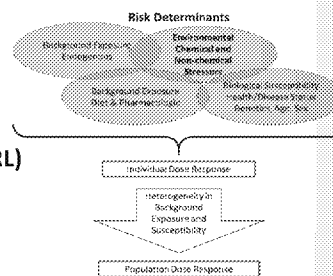 Risk Determinants
Background Exposure
Endogenous
Environmental
Chemical and
Non-chemical
Stressors
Background Exposure
Diet & Pharmacologic
Biological Susceptibility
Health/Disease Status
Genetics, Age, Sex
RL)
Individual Dose Response
Heterogeneity in
Background
Exposure and
Susceptibility
Population Dose Response